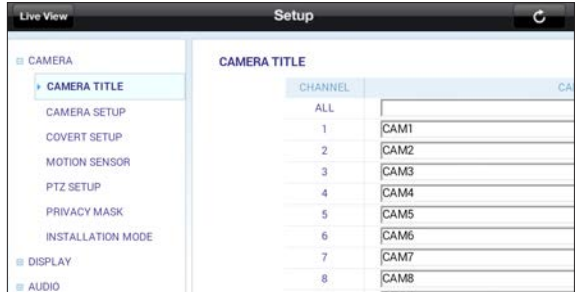 Live View
Setup
CAMERA
CAMERA TITLE
CAMERA SETUP
COVERT SETUP
MOTION SENSOR
PTZ SETUP
PRIVACY MASK
INSTALLATION MODE
DISPLAY
AUDIO
CAMERA TITLE
CHANNEL CA
ALL
1 CAM1
2 CAM2
3 CAM3
4 CAM4
5 CAM5
6 CAM6
7 CAM7
8 CAM8